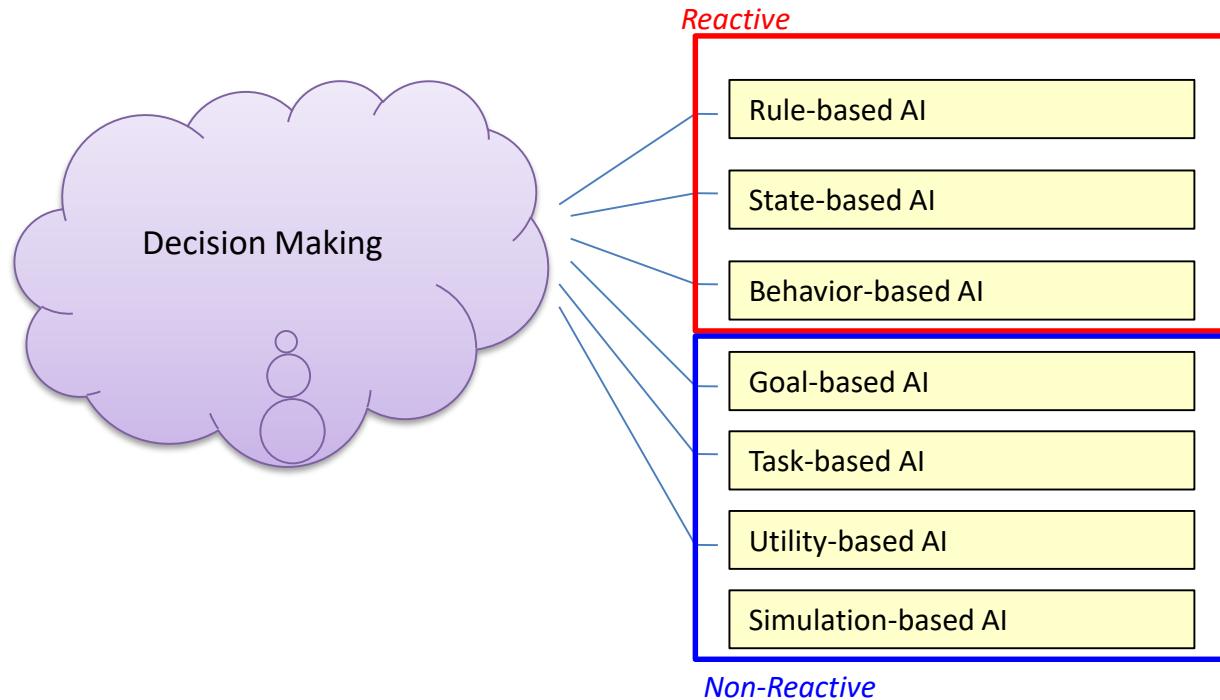 Reactive
Rule-based AI
State-based AI
Decision Making
Behavior-based AI
Goal-based AI
Task-based AI
Utility-based AI
Simulation-based AI
Non-Reactive